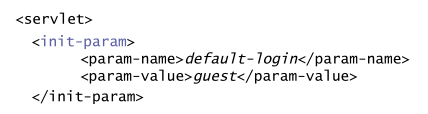 <servlet>
<init-param>
<param-name>default-login</param-name>
<param-value>guest</param-value>
</init-param>